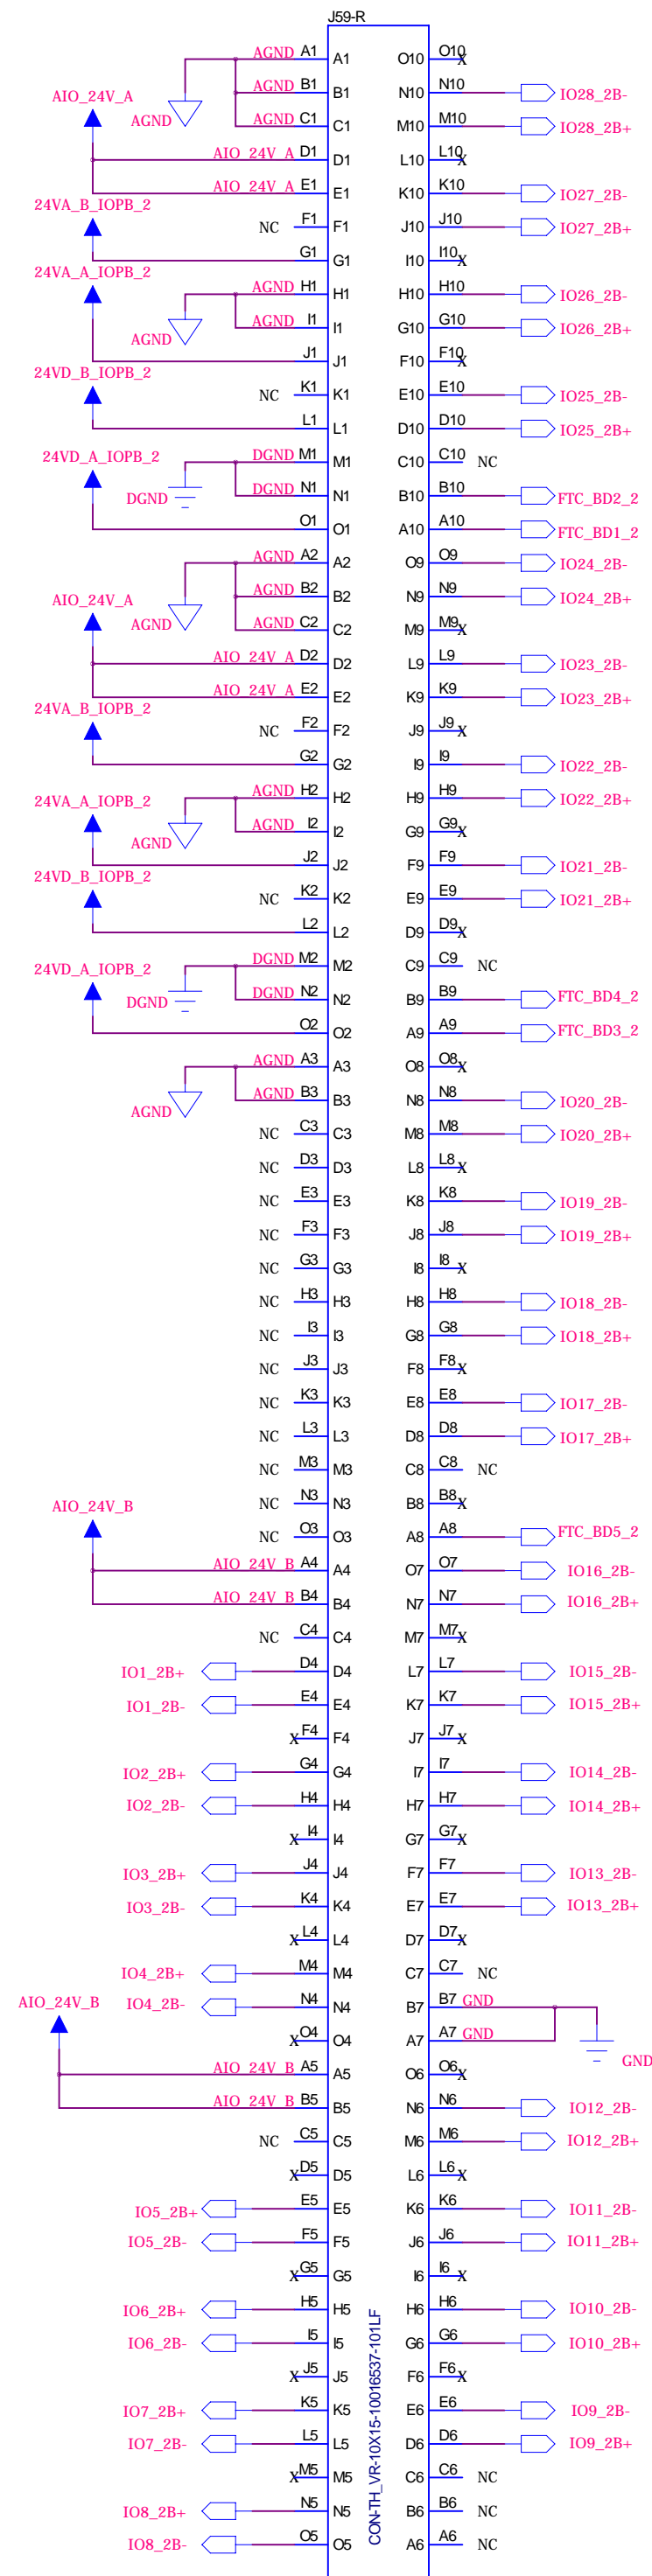 J59-R
AGND A1 A1 O10 O10 X
AGND B1 B1 N10 N10 IO28_2B-
AIO_24V_A
AGND
AGND C1 C1 M10 M10 IO28_2B+
AIO_24V_A D1 D1 L10 L10 X
AIO_24V_A E1 E1 K10 K10 IO27_2B-
24VA_B_IOPB_2
NC F1 F1 J10 J10 IO27_2B+
G1 G1 I10 I10 X
24VA_A_IOPB_2
AGND H1 H1 H10 H10 IO26_2B-
AGND I1 I1 G10 G10 IO26_2B+
AGND
J1 J1 F10 F10 X
24VD_B_IOPB_2
NC K1 K1 E10 E10 IO25_2B-
L1 L1 D10 D10 IO25_2B+
24VD_A_IOPB_2
DGND M1 M1 C10 C10 NC
DGND
DGND N1 N1 B10 B10 FTC_BD2_2
O1 O1 A10 A10 FTC_BD1_2
AGND A2 A2 O9 O9 IO24_2B-
AGND B2 B2 N9 N9 IO24_2B+
AIO_24V_A
AGND
AGND C2 C2 M9 M9 X
AIO_24V_A D2 D2 L9 L9 IO23_2B-
AIO_24V_A E2 E2 K9 K9 IO23_2B+
24VA_B_IOPB_2
NC F2 F2 J9 J9 X
G2 G2 I9 I9 IO22_2B-
24VA_A_IOPB_2
AGND H2 H2 H9 H9 IO22_2B+
AGND I2 I2 G9 G9 X
AGND
J2 J2 F9 F9 IO21_2B-
24VD_B_IOPB_2
NC K2 K2 E9 E9 IO21_2B+
L2 L2 D9 D9 X
24VD_A_IOPB_2
DGND M2 M2 C9 C9 NC
DGND
DGND N2 N2 B9 B9 FTC_BD4_2
O2 O2 A9 A9 FTC_BD3_2
AGND A3 A3 O8 O8 X
AGND B3 B3 N8 N8 IO20_2B-
AGND
NC C3 C3 M8 M8 IO20_2B+
NC D3 D3 L8 L8 X
NC E3 E3 K8 K8 IO19_2B-
NC F3 F3 J8 J8 IO19_2B+
NC G3 G3 I8 I8 X
NC H3 H3 H8 H8 IO18_2B-
NC I3 I3 G8 G8 IO18_2B+
NC J3 J3 F8 F8 X
NC K3 K3 E8 E8 IO17_2B-
NC L3 L3 D8 D8 IO17_2B+
NC M3 M3 C8 C8 NC
NC N3 N3 B8 B8 X
AIO_24V_B
NC O3 O3 A8 A8 FTC_BD5_2
AIO_24V_B A4 A4 O7 O7 IO16_2B-
AIO_24V_B B4 B4 N7 N7 IO16_2B+
NC C4 C4 M7 M7 X
IO1_2B+ D4 D4 L7 L7 IO15_2B-
IO1_2B- E4 E4 K7 K7 IO15_2B+
X F4 F4 J7 J7 X
IO2_2B+ G4 G4 I7 I7 IO14_2B-
IO2_2B- H4 H4 H7 H7 IO14_2B+
X I4 I4 G7 G7 X
IO3_2B+ J4 J4 F7 F7 IO13_2B-
IO3_2B- K4 K4 E7 E7 IO13_2B+
X L4 L4 D7 D7 X
IO4_2B+ M4 M4 C7 C7 NC
AIO_24V_B
IO4_2B- N4 N4 B7 B7 GND
X O4 O4 A7 A7 GND
GND
AIO_24V_B A5 A5 O6 O6 X
AIO_24V_B B5 B5 N6 N6 IO12_2B-
NC C5 C5 M6 M6 IO12_2B+
X D5 D5 L6 L6 X
IO5_2B+ E5 E5 K6 K6 IO11_2B-
IO5_2B- F5 F5 J6 J6 IO11_2B+
X G5 G5 I6 I6 X
IO6_2B+ H5 H5 H6 H6 IO10_2B-
IO6_2B- I5 I5 G6 G6 IO10_2B+
X J5 J5 F6 F6 X
IO7_2B+ K5 K5 E6 E6 IO9_2B-
IO7_2B- L5 L5 D6 D6 IO9_2B+
X M5 M5 C6 C6 NC
IO8_2B+ N5 N5 B6 B6 NC
IO8_2B- O5 O5 A6 A6 NC
CON-TH_VR-10X15-10016537-101LF